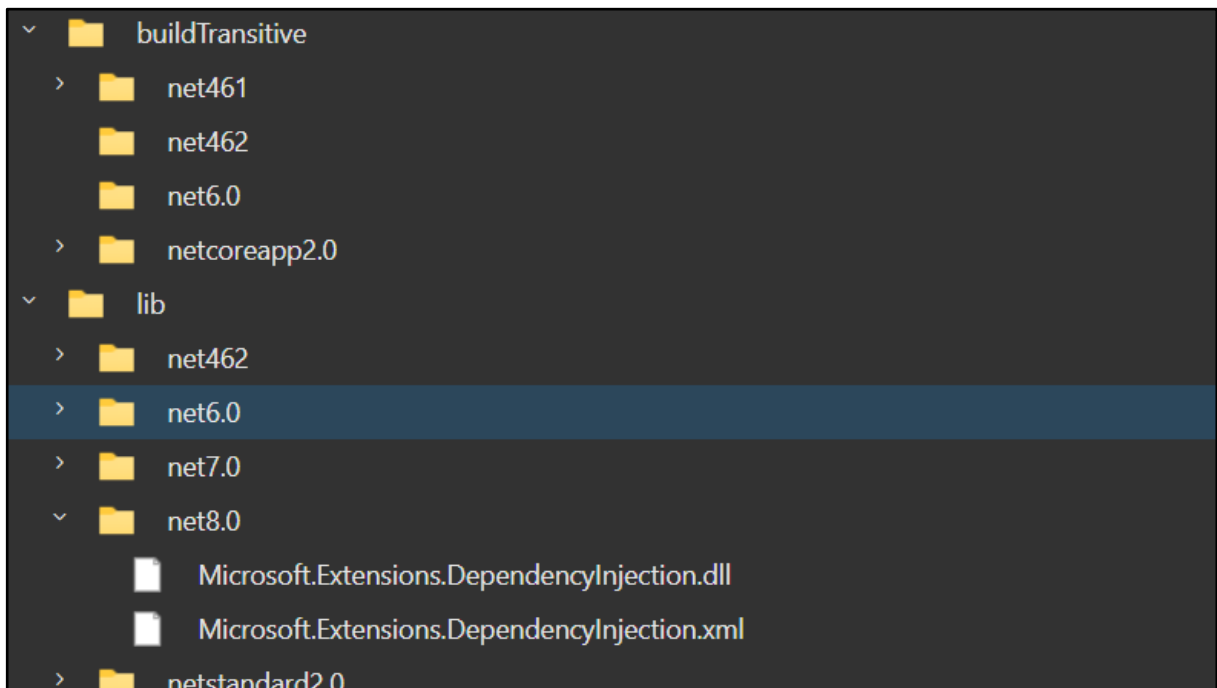 buildTransitive
net461
net462
net6.0
netcoreapp2.0
lib
net462
net6.0
net7.0
net8.0
Microsoft.Extensions.DependencyInjection.dll
Microsoft.Extensions.DependencyInjection.xml
netstandard2.0